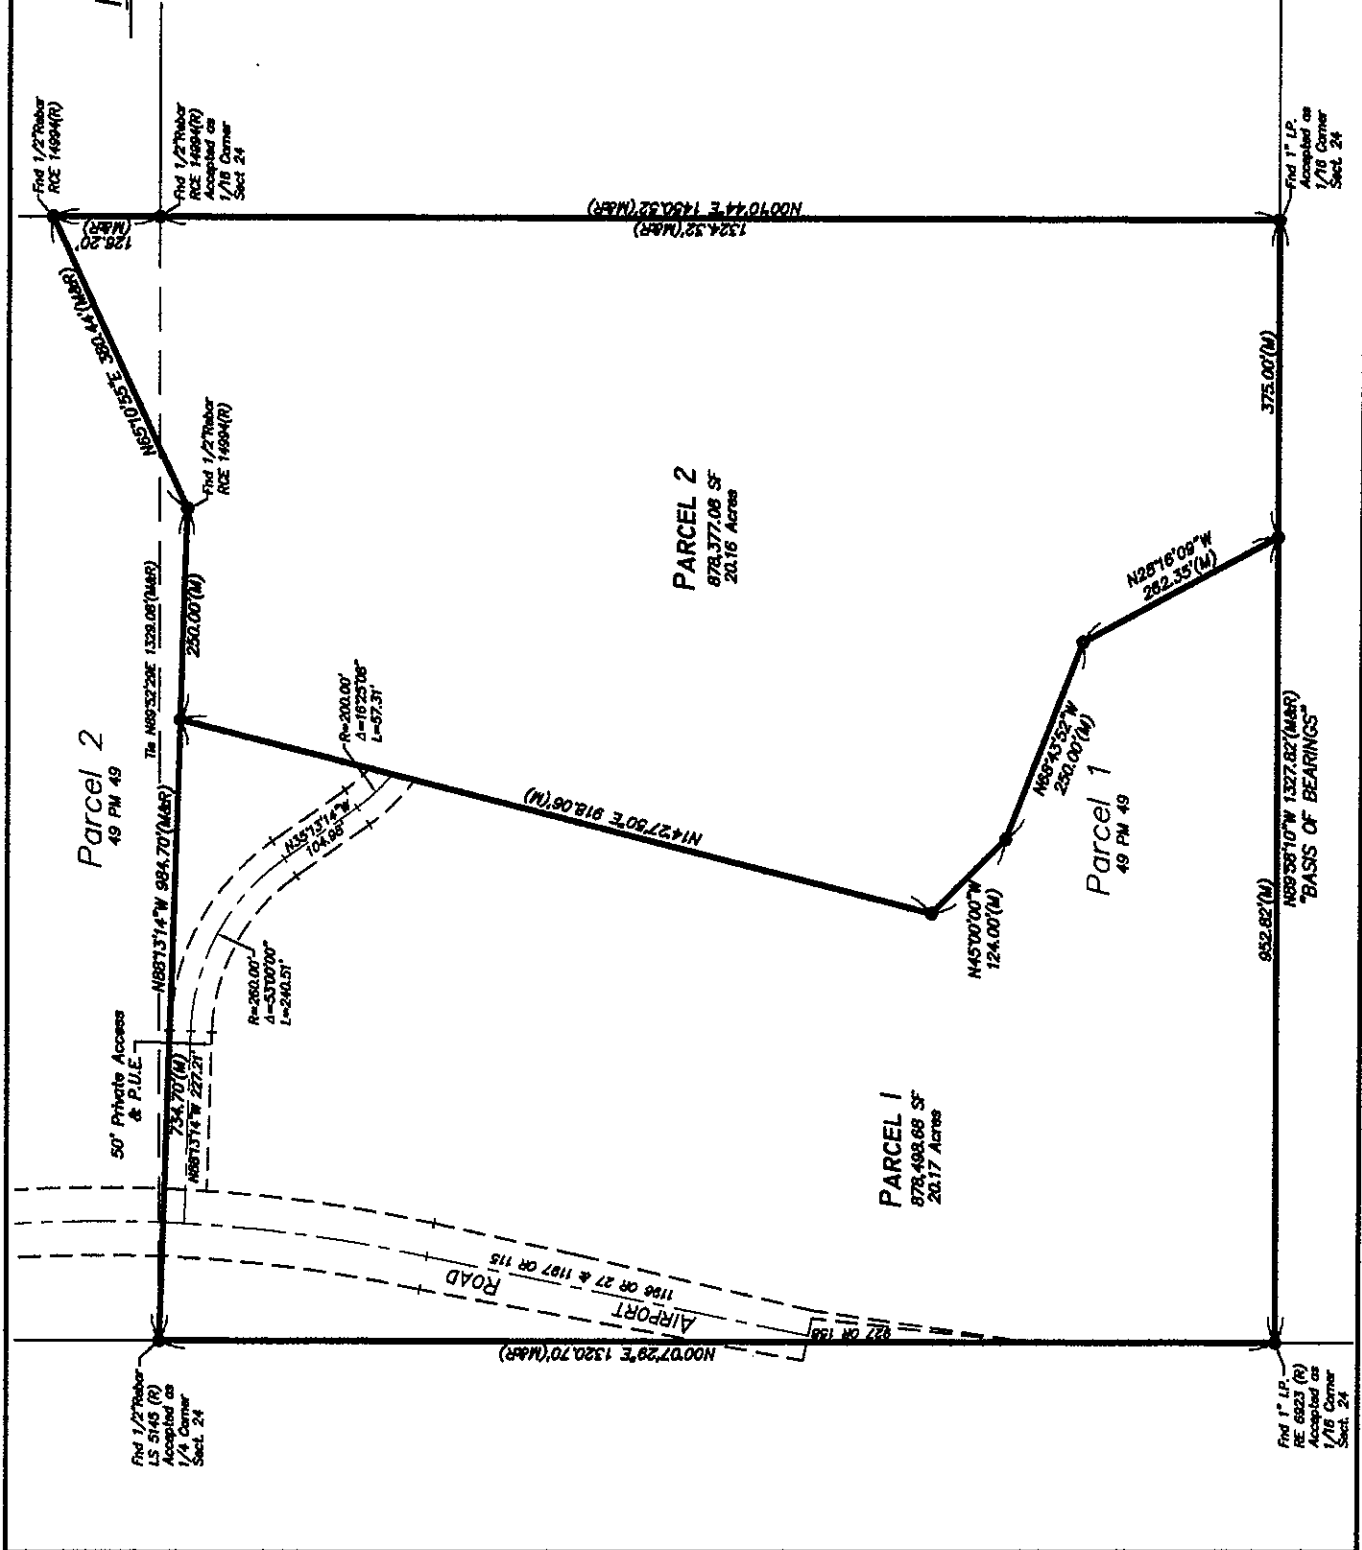 Fnd 1/2"Rebar
RCE 14994(R)
Fnd 1/2"Rebar
RCE 14994(R)
Accepted as
1/16 Corner
Sect. 24
126.20'
(M&R)
N65°10'55"E 380.44'(M&R)
N00°10'44"E 1450.52'(M&R)
1324.32'(M&R)
Fnd 1/2"Rebar
RCE 14994(R)
Fnd 1" I.P.
Accepted as
1/16 Corner
Sect. 24
Parcel 2
49 PM 49
Tie N89°52'29E 1329.08'(M&R)
250.00'(M)
N88°13'14"W 984.70'(M&R)
PARCEL 2
878,377.08 SF
20.16 Acres
375.00'(M)
N28°16'09"W
262.35'(M)
R=200.00'
Δ=16°25'06"
L=57.31'
N35°13'14"W
104.98'
N14°27'50"E 918.06'(M)
N68°43'52"W
250.00'(M)
Parcel 1
49 PM 49
N45°00'00"W
124.00'(M)
R=260.00'
Δ=53°00'00"
L=240.51'
50' Private Access
& P.U.E.
734.70'(M)
N88°13'14"W 227.21'
952.82'(M)
N89°58'10"W 1327.82'(M&R)
"BASIS OF BEARINGS"
PARCEL 1
878,498.68 SF
20.17 Acres
AIRPORT ROAD
1196 OR 27 & 1197 OR 115
927 OR 158
N00°07'29"E 1320.70'(M&R)
Fnd 1/2"Rebar
LS 5145 (R)
Accepted as
1/4 Corner
Sect. 24
Fnd 1" I.P.
RE 6923 (R)
Accepted as
1/16 Corner
Sect. 24